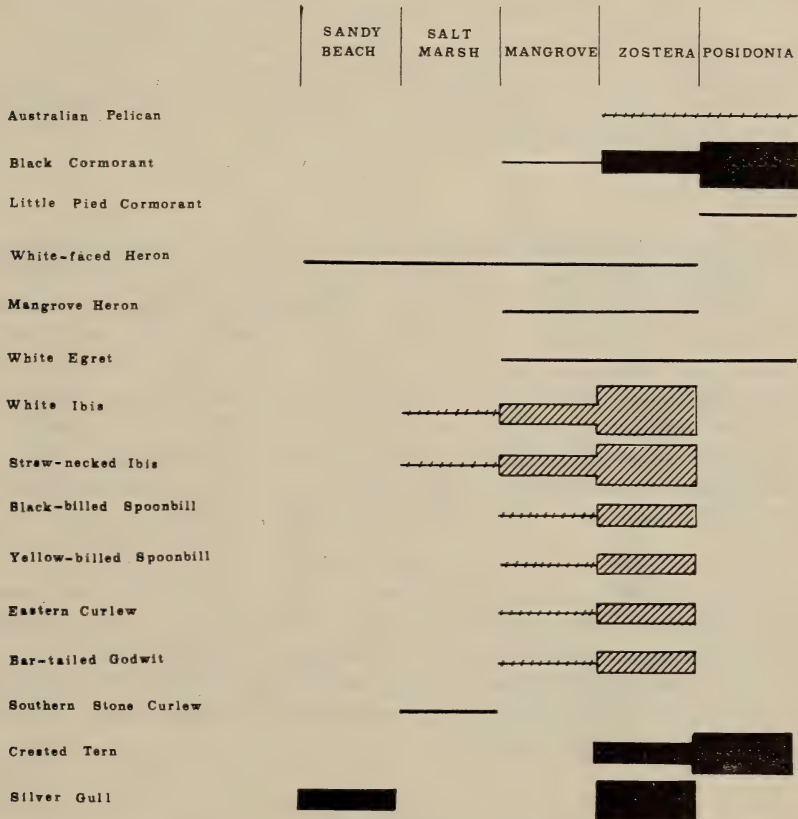 SANDY BEACH
SALT MARSH
MANGROVE
ZOSTERA
POSIDONIA
Australian Pelican
Black Cormorant
Little Pied Cormorant
White-faced Heron
Mangrove Heron
White Egret
White Ibis
Straw-necked Ibis
Black-billed Spoonbill
Yellow-billed Spoonbill
Eastern Curlew
Bar-tailed Godwit
Southern Stone Curlew
Crested Tern
Silver Gull